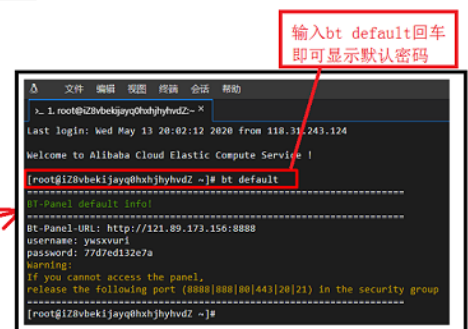 输入bt default回车
即可显示默认密码
文件 编辑 视图 终端 会话 帮助
>_ 1. root@iZ8vbekijayq0hxhjhyhvdZ:~ ×
Last login: Wed May 13 20:02:12 2020 from 118.31.243.124
Welcome to Alibaba Cloud Elastic Compute Service !
[root@iZ8vbekijayq0hxhjhyhvdZ ~]# bt default
==================================================================
BT-Panel default info!
==================================================================
Bt-Panel-URL: http://121.89.173.156:8888
username: ywsxvuri
password: 77d7ed132e7a
Warning:
If you cannot access the panel,
release the following port (8888|888|80|443|20|21) in the security group
==================================================================
[root@iZ8vbekijayq0hxhjhyhvdZ ~]#